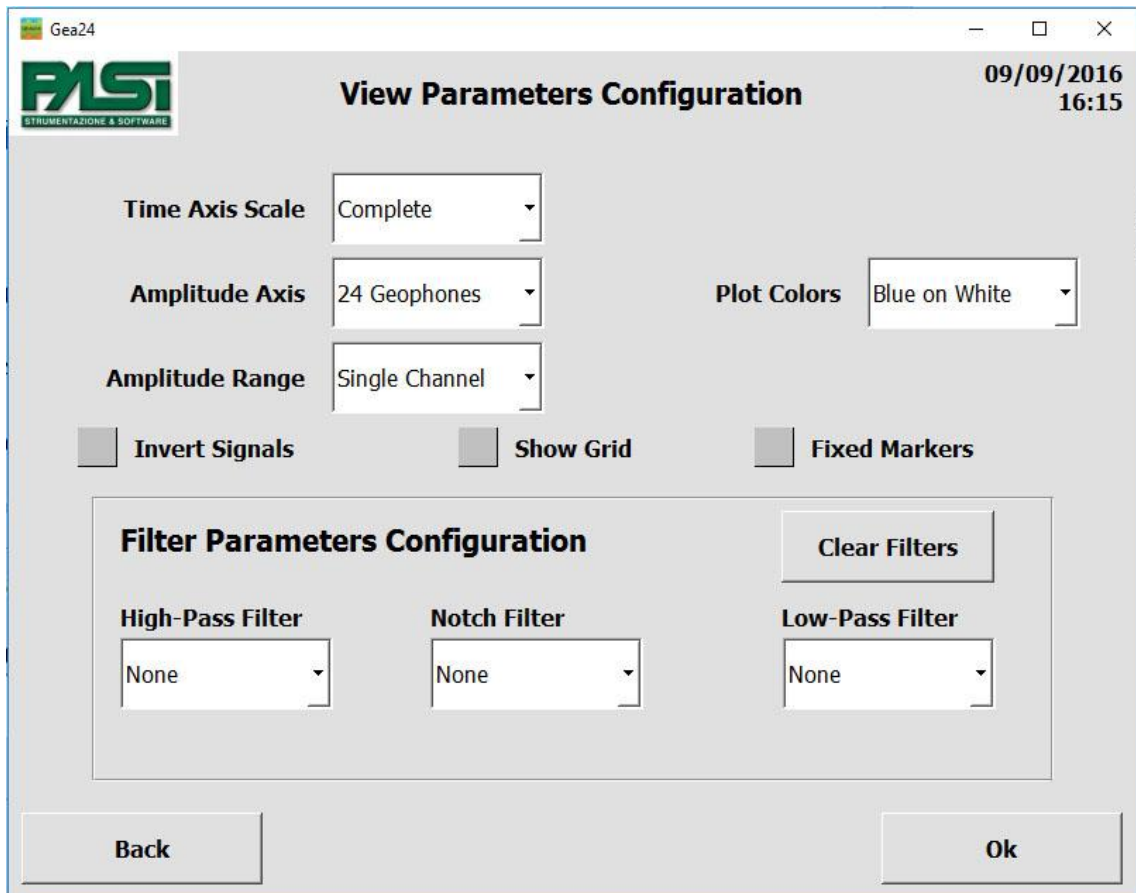 Gea24
PASI
STRUMENTAZIONE & SOFTWARE
View Parameters Configuration
09/09/2016
16:15
Time Axis Scale
Complete
Amplitude Axis
24 Geophones
Plot Colors
Blue on White
Amplitude Range
Single Channel
Invert Signals
Show Grid
Fixed Markers
Filter Parameters Configuration
Clear Filters
High-Pass Filter
Notch Filter
Low-Pass Filter
None
None
None
Back
Ok